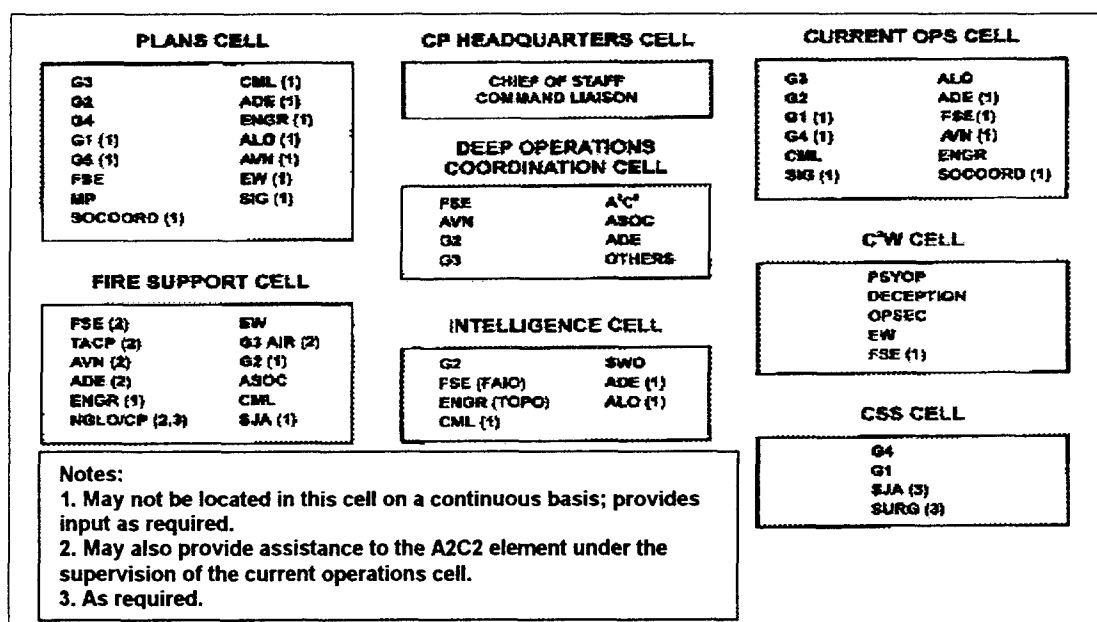 PLANS CELL
G3 CML (1)
G2 ADE (1)
G4 ENGR (1)
G1 (1) ALO (1)
G5 (1) AVN (1)
FSE EW (1)
MP SIG (1)
SOCOORD (1)
CP HEADQUARTERS CELL
CHIEF OF STAFF
COMMAND LIAISON
CURRENT OPS CELL
G3 ALO
G2 ADE (1)
G1 (1) FSE(1)
G4 (1) AVN (1)
CML ENGR
SIG (1) SOCOORD (1)
DEEP OPERATIONS
COORDINATION CELL
FSE A²C²
AVN ASOC
G2 ADE
G3 OTHERS
FIRE SUPPORT CELL
FSE (2) EW
TACP (2) G3 AIR (2)
AVN (2) G2 (1)
ADE (2) ASOC
ENGR (1) CML
NGLO/CP (2,3) SJA (1)
INTELLIGENCE CELL
G2 SWO
FSE (FAIO) ADE (1)
ENGR (TOPO) ALO (1)
CML (1)
C²W CELL
PSYOP
DECEPTION
OPSEC
EW
FSE (1)
CSS CELL
G4
G1
SJA (3)
SURG (3)
Notes:
1. May not be located in this cell on a continuous basis; provides
input as required.
2. May also provide assistance to the A2C2 element under the
supervision of the current operations cell.
3. As required.